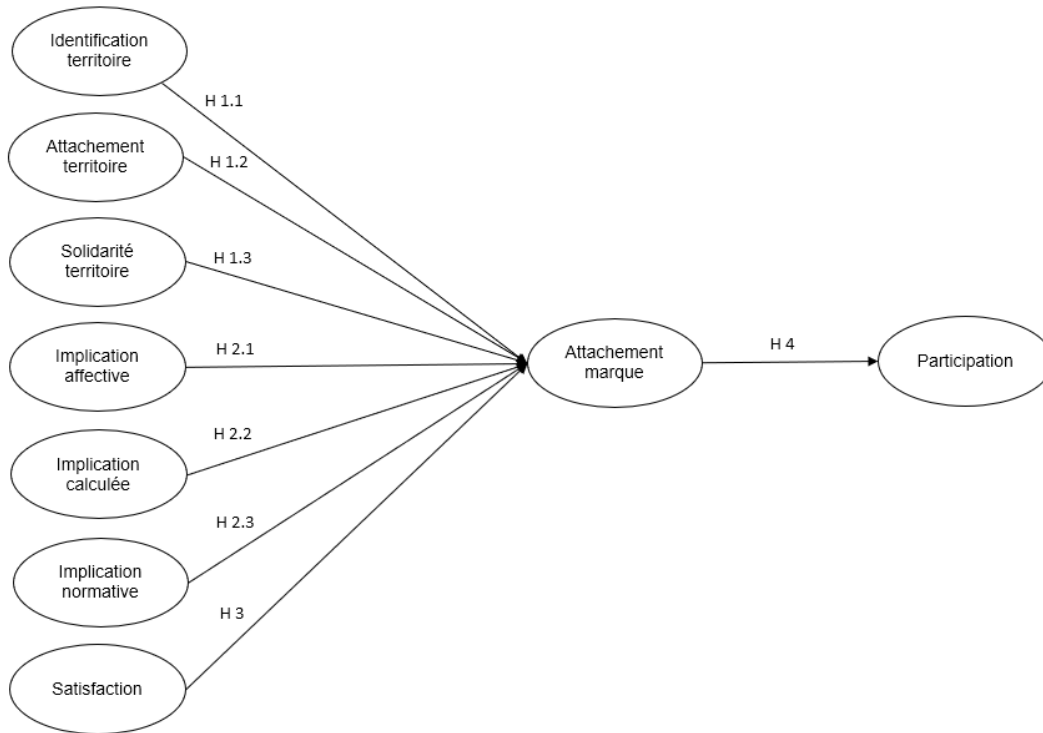 Identification
territoire
H 1.1
Attachement
territoire
H 1.2
Solidarité
territoire
H 1.3
Implication
affective
H 2.1
Attachement
marque
H 4
Participation
Implication
calculée
H 2.2
Implication
normative
H 2.3
Satisfaction
H 3